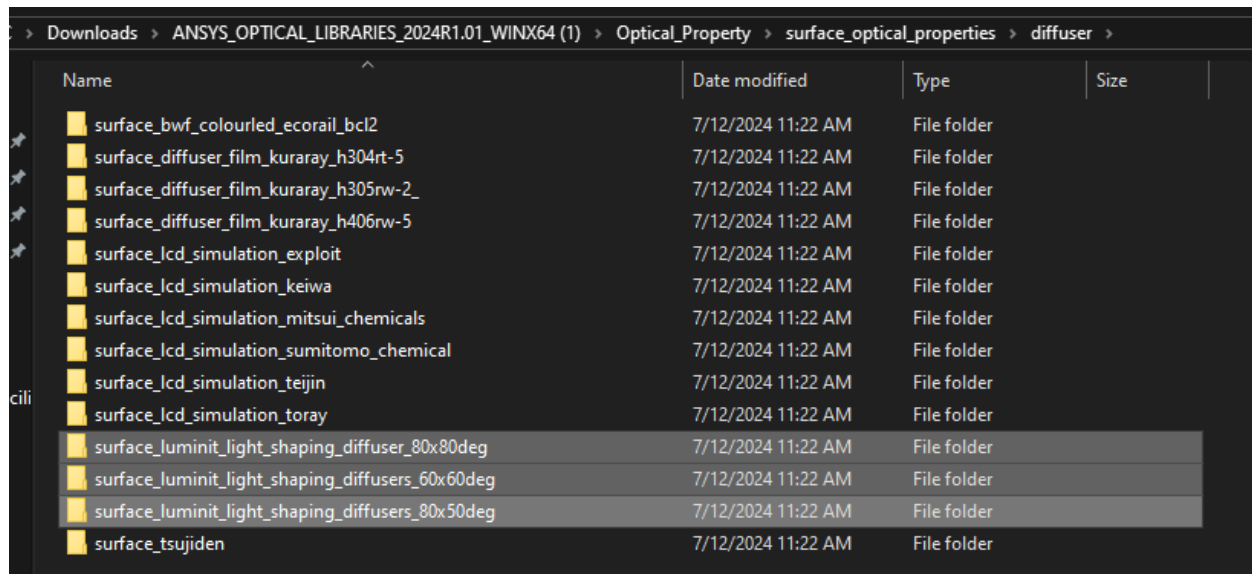 Downloads > ANSYS_OPTICAL_LIBRARIES_2024R1.01_WINX64 (1) > Optical_Property > surface_optical_properties > diffuser >
Name Date modified Type Size
surface_bwf_colourled_ecorail_bcl2 7/12/2024 11:22 AM File folder
surface_diffuser_film_kuraray_h304rt-5 7/12/2024 11:22 AM File folder
surface_diffuser_film_kuraray_h305rw-2_ 7/12/2024 11:22 AM File folder
surface_diffuser_film_kuraray_h406rw-5 7/12/2024 11:22 AM File folder
surface_lcd_simulation_exploit 7/12/2024 11:22 AM File folder
surface_lcd_simulation_keiwa 7/12/2024 11:22 AM File folder
surface_lcd_simulation_mitsui_chemicals 7/12/2024 11:22 AM File folder
surface_lcd_simulation_sumitomo_chemical 7/12/2024 11:22 AM File folder
surface_lcd_simulation_teijin 7/12/2024 11:22 AM File folder
cili
surface_lcd_simulation_toray 7/12/2024 11:22 AM File folder
surface_luminit_light_shaping_diffuser_80x80deg 7/12/2024 11:22 AM File folder
surface_luminit_light_shaping_diffusers_60x60deg 7/12/2024 11:22 AM File folder
surface_luminit_light_shaping_diffusers_80x50deg 7/12/2024 11:22 AM File folder
surface_tsujiden 7/12/2024 11:22 AM File folder